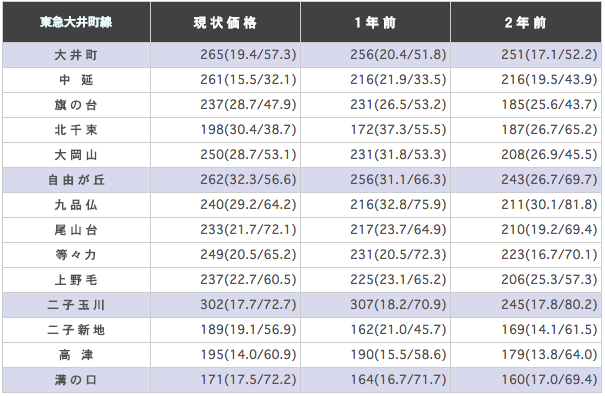 東急大井町線 現状価格 1年前 2年前
大井町 265(19.4/57.3) 256(20.4/51.8) 251(17.1/52.2)
中 延 261(15.5/32.1) 216(21.9/33.5) 216(19.5/43.9)
旗の台 237(28.7/47.9) 231(26.5/53.2) 185(25.6/43.7)
北千束 198(30.4/38.7) 172(37.3/55.5) 187(26.7/65.2)
大岡山 250(28.7/53.1) 231(31.8/53.3) 208(26.9/45.5)
自由が丘 262(32.3/56.6) 256(31.1/66.3) 243(26.7/69.7)
九品仏 240(29.2/64.2) 216(32.8/75.9) 211(30.1/81.8)
尾山台 233(21.7/72.1) 217(23.7/64.9) 210(19.2/69.4)
等々力 249(20.5/65.2) 231(20.5/72.3) 223(16.7/70.1)
上野毛 237(22.7/60.5) 225(23.1/65.2) 206(25.3/57.3)
二子玉川 302(17.7/72.7) 307(18.2/70.9) 245(17.8/80.2)
二子新地 189(19.1/56.9) 162(21.0/45.7) 169(14.1/61.5)
高 津 195(14.0/60.9) 190(15.5/58.6) 179(13.8/64.0)
溝の口 171(17.5/72.2) 164(16.7/71.7) 160(17.0/69.4)